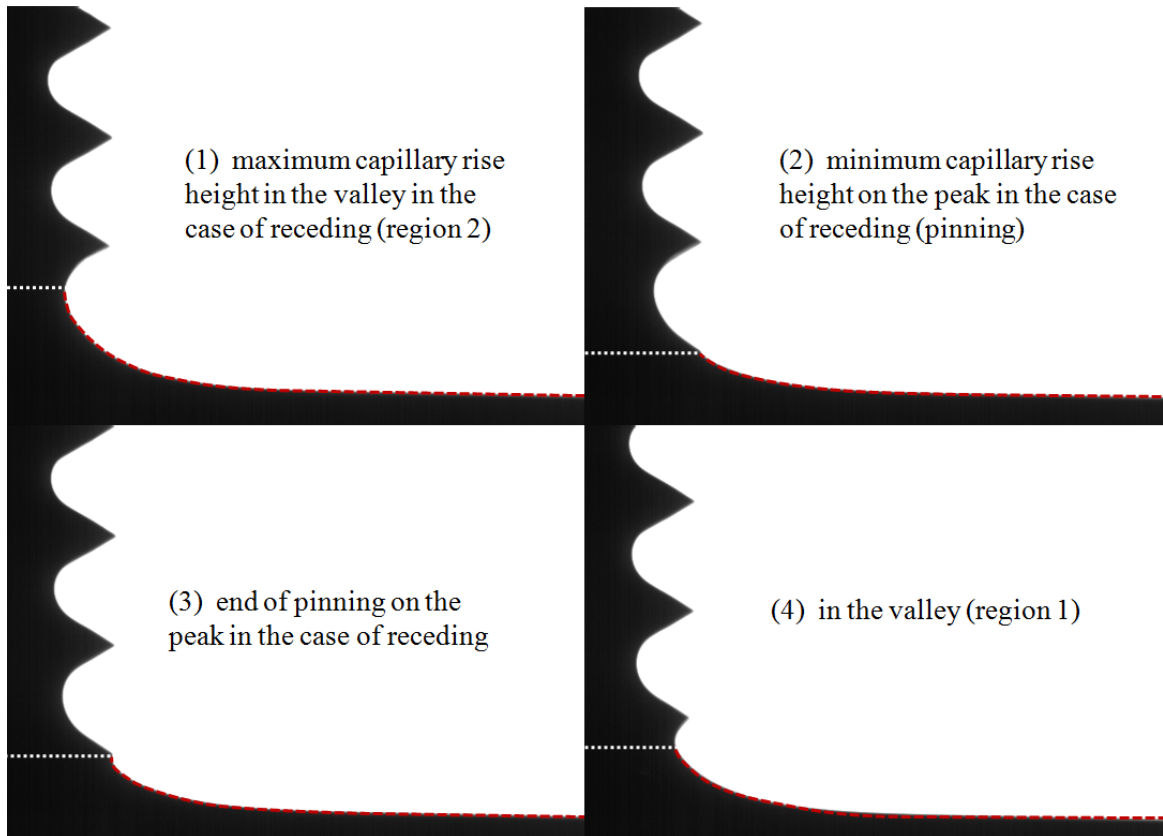 (1) maximum capillary rise
height in the valley in the
case of receding (region 2)
(2) minimum capillary rise
height on the peak in the case
of receding (pinning)
(3) end of pinning on the
peak in the case of receding
(4) in the valley (region 1)